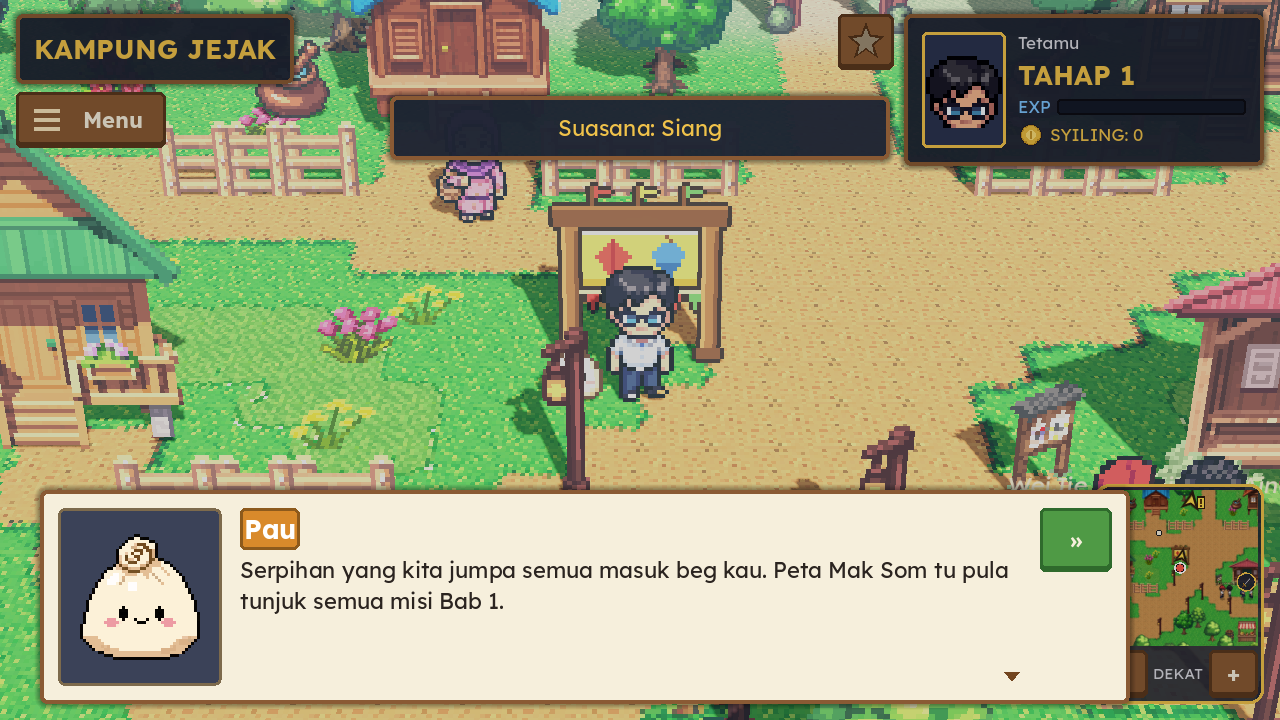 KAMPUNG JEJAK
Menu
Suasana: Siang
Tetamu
TAHAP 1
EXP
SYILING: 0
Pau
Serpihan yang kita jumpa semua masuk beg kau. Peta Mak Som tu pula
tunjuk semua misi Bab 1.
»
DEKAT
+